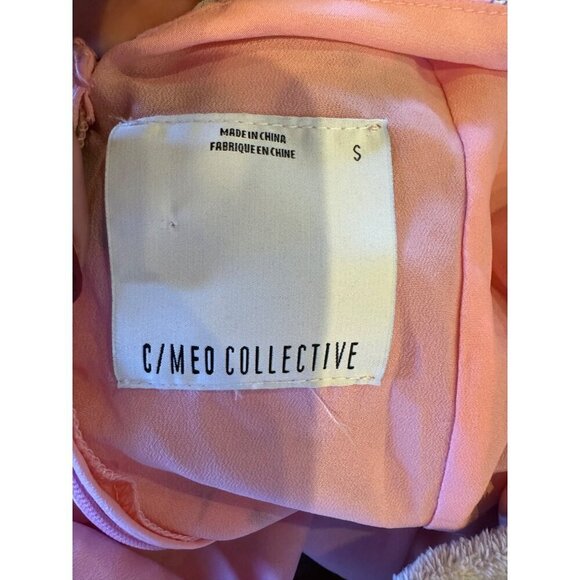 MADE IN CHINA
FABRIQUE EN CHINE
S
C/MEO COLLECTIVE